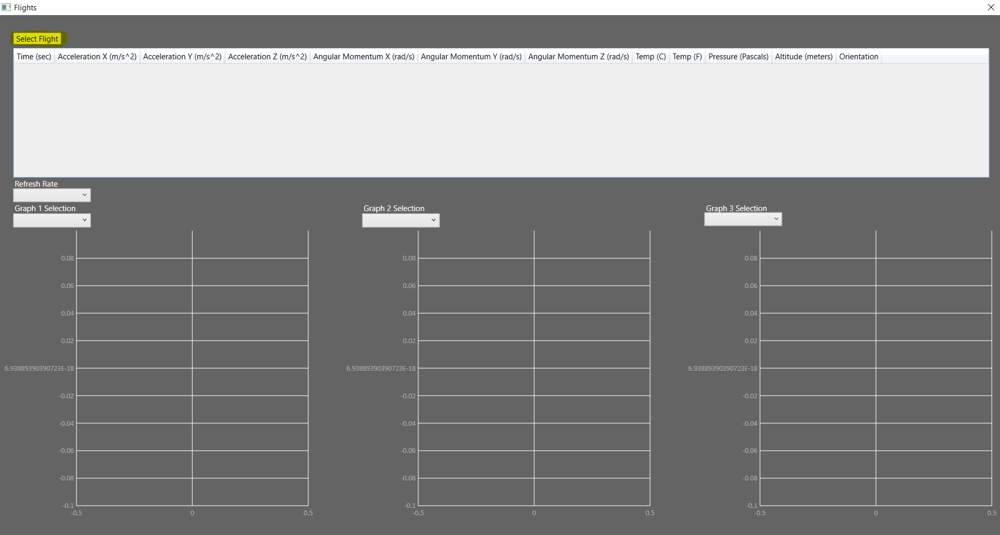 Flights
Select Flight
Time (sec) Acceleration X (m/s^2) Acceleration Y (m/s^2) Acceleration Z (m/s^2) Angular Momentum X (rad/s) Angular Momentum Y (rad/s) Angular Momentum Z (rad/s) Temp (C) Temp (F) Pressure (Pascals) Altitude (meters) Orientation
Refresh Rate
Graph 1 Selection Graph 2 Selection Graph 3 Selection
0.08 0.08 0.08
0.06 0.06 0.06
0.04 0.04 0.04
0.02 0.02 0.02
6.93889390390723E-18 6.93889390390723E-18 6.93889390390723E-18
-0.02 -0.02 -0.02
-0.04 -0.04 -0.04
-0.06 -0.06 -0.06
-0.08 -0.08 -0.08
-0.1 -0.1 -0.1
-0.5 0 0.5 -0.5 0 0.5 -0.5 0 0.5